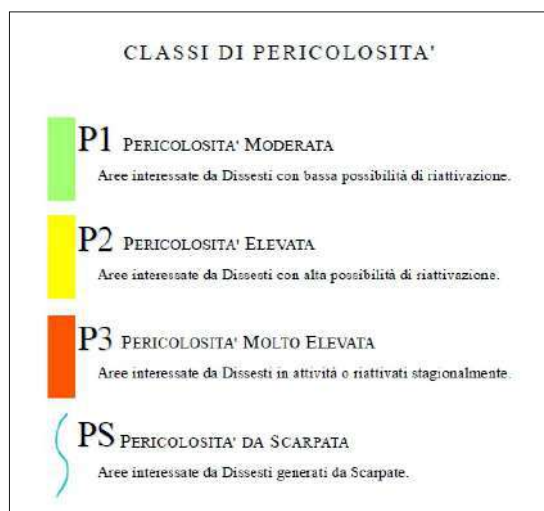 CLASSI DI PERICOLOSITA'
P1 PERICOLOSITA' MODERATA
Aree interessate da Dissesti con bassa possibilità di riattivazione.
P2 PERICOLOSITA' ELEVATA
Aree interessate da Dissesti con alta possibilità di riattivazione.
P3 PERICOLOSITA' MOLTO ELEVATA
Aree interessate da Dissesti in attività o riattivati stagionalmente.
PS PERICOLOSITA' DA SCARPATA
Aree interessate da Dissesti generati da Scarpate.